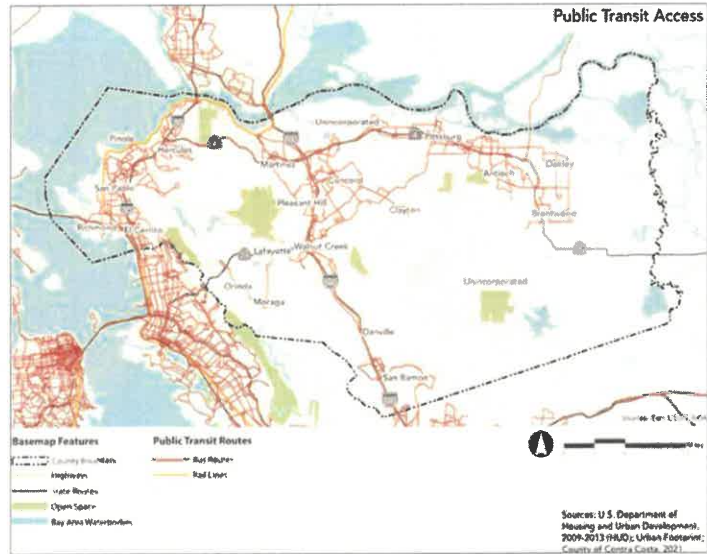 Public Transit Access
Unincorporated
Pinole
Hercules
Martinez
Pittsburg
Antioch
Oakley
San Pablo
Concord
Pleasant Hill
Clayton
Brentwood
Richmond
El Cerrito
Lafayette
Walnut Creek
Orinda
Moraga
Unincorporated
Danville
San Ramon
Basemap Features
County Boundary
Highways
State Routes
Open Space
Bay Area Waterbodies
Public Transit Routes
Bus Routes
Rail Lines
Sources: U.S. Department of
Housing and Urban Development,
2009-2013 (HUD); Urban Footprint;
County of Contra Costa, 2021